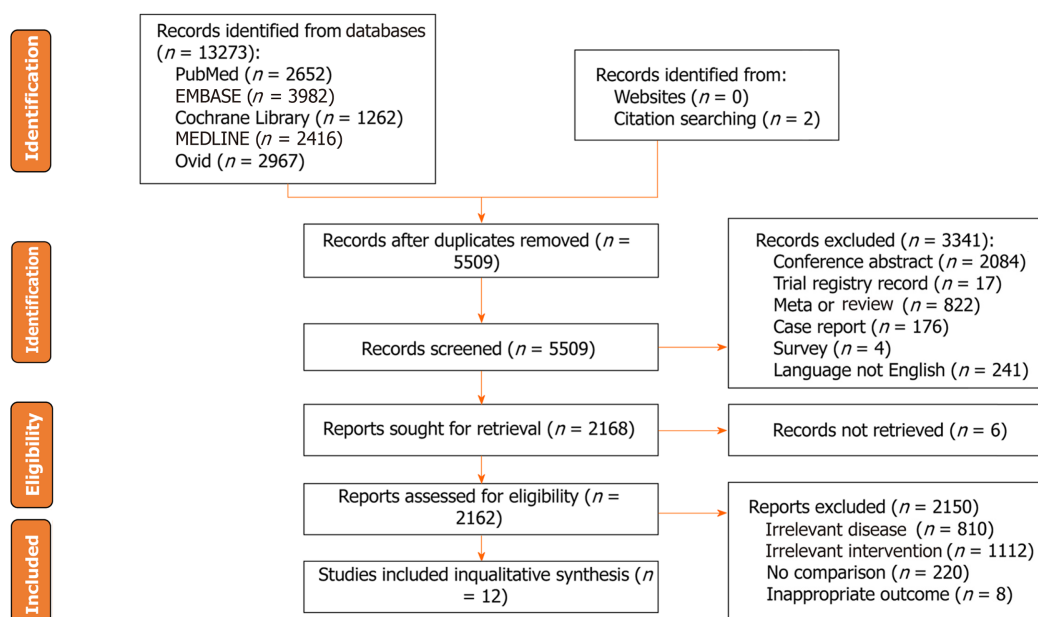 Identification
Records identified from databases
(n = 13273):
PubMed (n = 2652)
EMBASE (n = 3982)
Cochrane Library (n = 1262)
MEDLINE (n = 2416)
Ovid (n = 2967)
Records identified from:
Websites (n = 0)
Citation searching (n = 2)
Identification
Records after duplicates removed (n =
5509)
Records screened (n = 5509)
Records excluded (n = 3341):
Conference abstract (n = 2084)
Trial registry record (n = 17)
Meta or review (n = 822)
Case report (n = 176)
Survey (n = 4)
Language not English (n = 241)
Eligibility
Reports sought for retrieval (n = 2168)
Records not retrieved (n = 6)
Reports assessed for eligibility (n =
2162)
Reports excluded (n = 2150)
Irrelevant disease (n = 810)
Irrelevant intervention (n = 1112)
No comparison (n = 220)
Inappropriate outcome (n = 8)
Included
Studies included inqualitative synthesis (n
= 12)